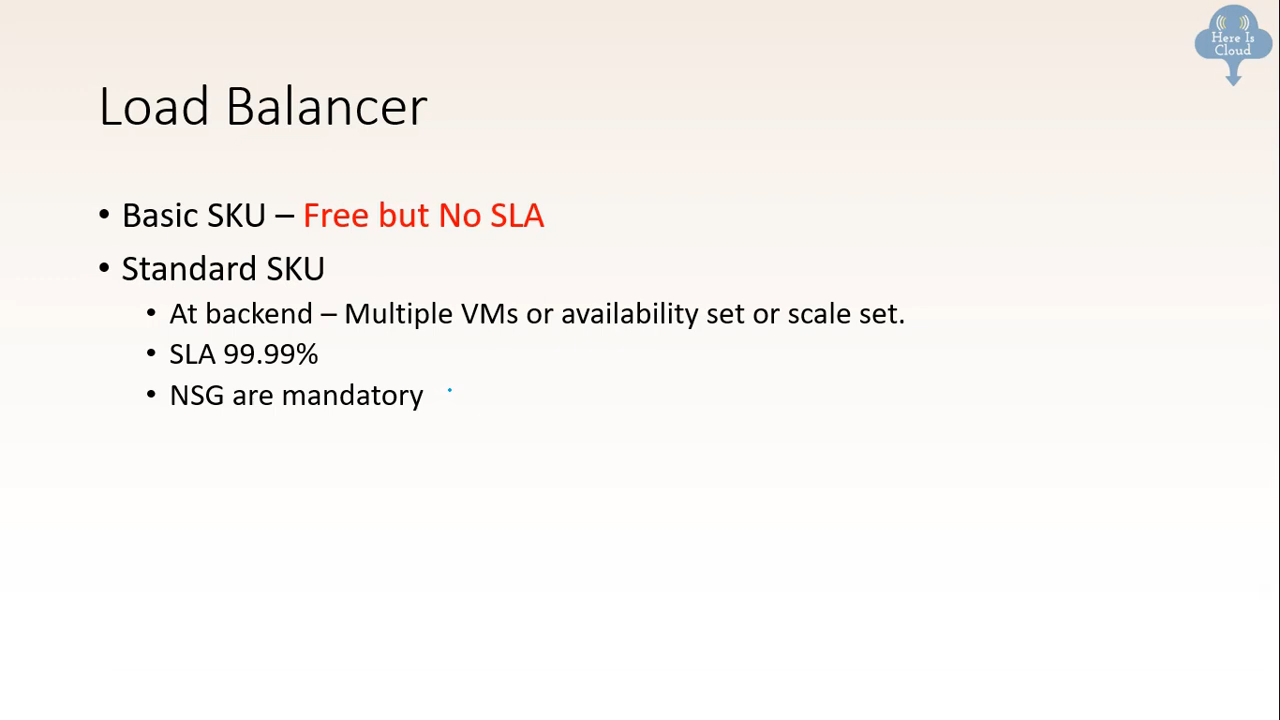 Here Is
Cloud
Load Balancer
• Basic SKU – Free but No SLA
• Standard SKU
• At backend – Multiple VMs or availability set or scale set.
• SLA 99.99%
• NSG are mandatory